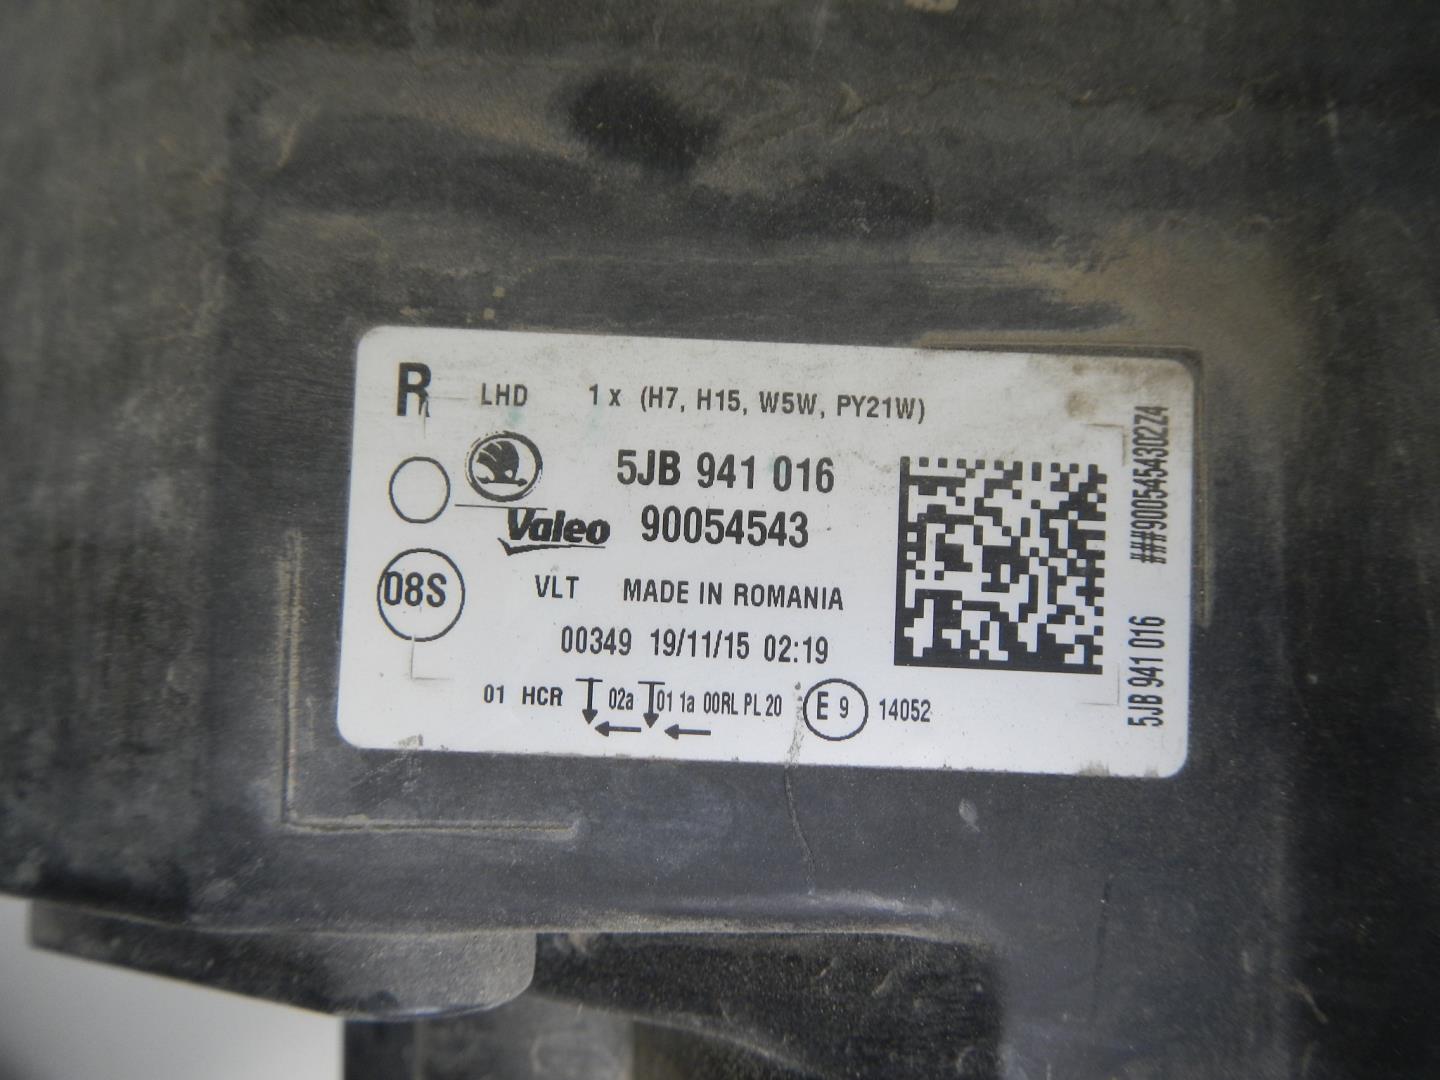 R LHD 1 x (H7, H15, W5W, PY21W)
5JB 941 016
Valeo 90054543
08S VLT MADE IN ROMANIA
00349 19/11/15 02:19
01 HCR 02a 01 1a 00RL PL 20 E 9 14052
###900545430274
5JB 941 016